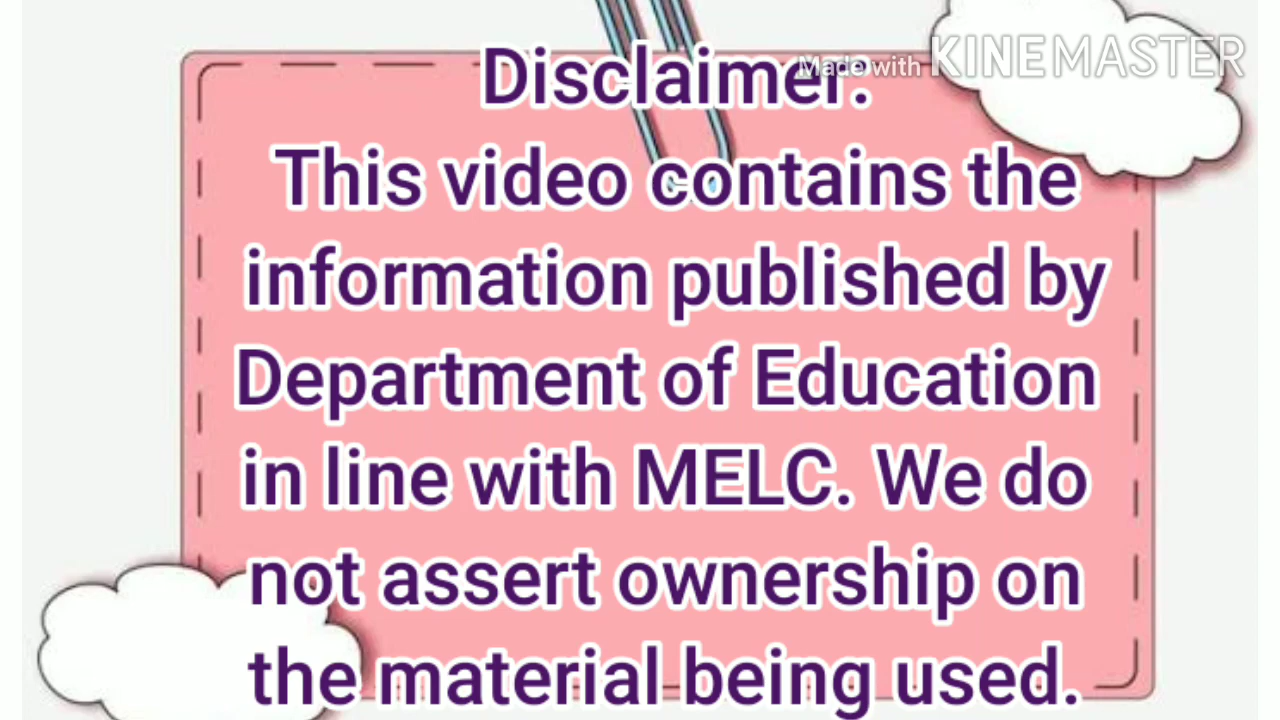 Made with KINEMASTER
Disclaimer:
This video contains the
information published by
Department of Education
in line with MELC. We do
not assert ownership on
the material being used.